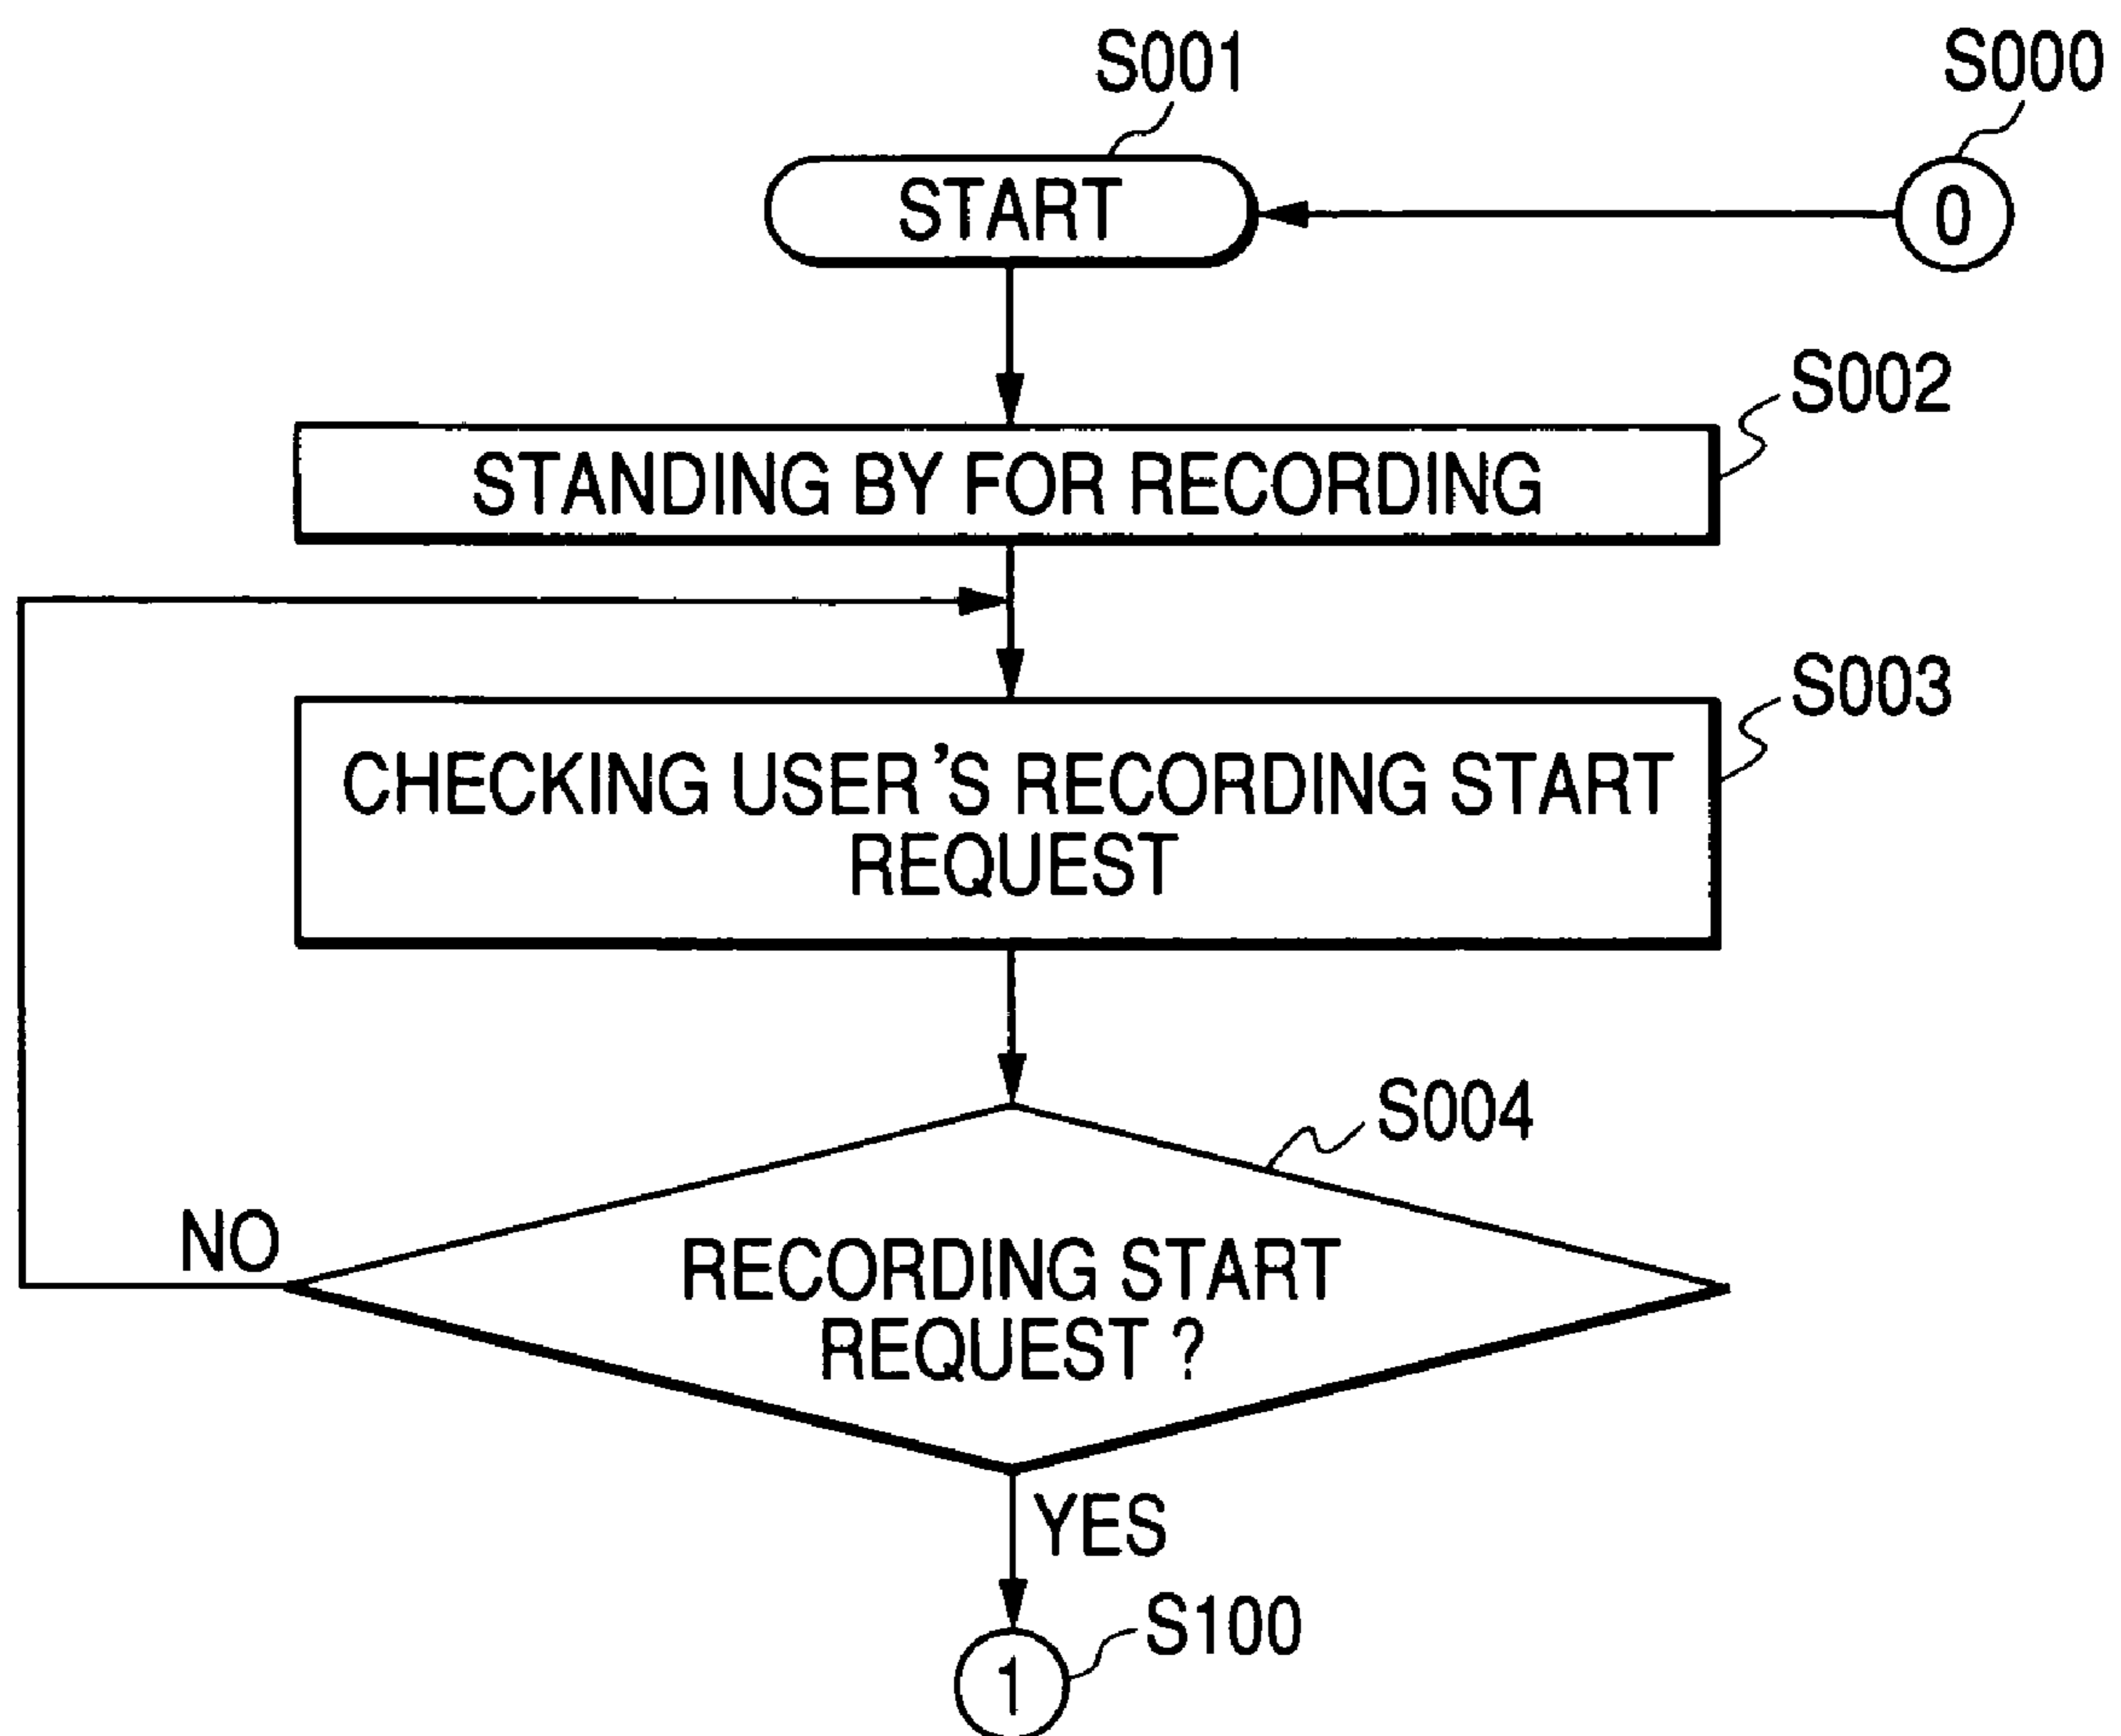 S001
S000
START
0
S002
STANDING BY FOR RECORDING
S003
CHECKING USER'S RECORDING START
REQUEST
S004
NO
RECORDING START
REQUEST ?
YES
S100
1